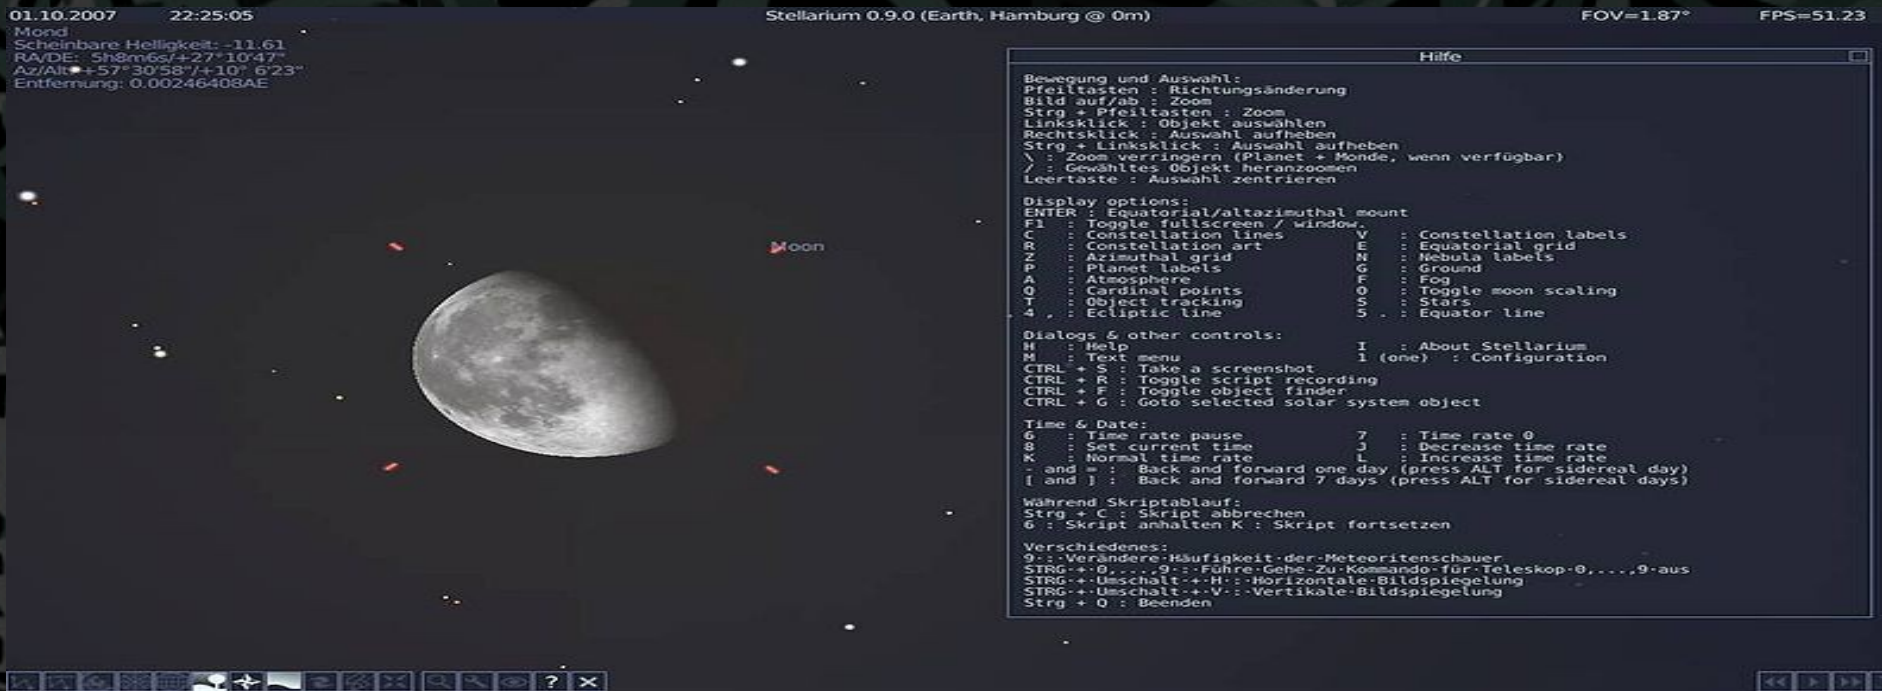 01.10.2007 22:25:05 Stellarium 0.9.0 (Earth, Hamburg @ 0m) FOV=1.87° FPS=51.23
Mond
Scheinbare Helligkeit: -11.61
RA/DE: 5h8m6s/+27°10'47"
Az/Alt: +57°30'58"/+10° 6'23"
Entfernung: 0.00246408AE
Moon
Hilfe
Bewegung und Auswahl:
Pfeiltasten : Richtungsänderung
Bild auf/ab : Zoom
Strg + Pfeiltasten : Zoom
Linksklick : Objekt auswählen
Rechtsklick : Auswahl aufheben
Strg + Linksklick : Auswahl aufheben
\ : Zoom verringern (Planet + Monde, wenn verfügbar)
/ : Gewähltes Objekt heranzoomen
Leertaste : Auswahl zentrieren
Display options:
ENTER : Equatorial/altazimuthal mount
F1 : Toggle fullscreen / window.
C : Constellation lines V : Constellation labels
R : Constellation art E : Equatorial grid
Z : Azimuthal grid N : Nebula labels
P : Planet labels G : Ground
A : Atmosphere F : Fog
Q : Cardinal points O : Toggle moon scaling
T : Object tracking S : Stars
4 , : Ecliptic line 5 . : Equator line
Dialogs & other controls:
H : Help I : About Stellarium
M : Text menu 1 (one) : Configuration
CTRL + S : Take a screenshot
CTRL + R : Toggle script recording
CTRL + F : Toggle object finder
CTRL + G : Goto selected solar system object
Time & Date:
6 : Time rate pause 7 : Time rate 0
8 : Set current time J : Decrease time rate
K : Normal time rate L : Increase time rate
- and = : Back and forward one day (press ALT for sidereal day)
[ and ] : Back and forward 7 days (press ALT for sidereal days)
Während Skriptablauf:
Strg + C : Skript abbrechen
6 : Skript anhalten K : Skript fortsetzen
Verschiedenes:
9·:·Verändere·Häufigkeit·der·Meteoritenschauer
STRG·+·0,...,9·:·Führe·Gehe·Zu·Kommando·für·Teleskop·0,...,9·aus
STRG·+·Umschalt·+·H·:·Horizontale·Bildspiegelung
STRG·+·Umschalt·+·V·:·Vertikale·Bildspiegelung
Strg + Q : Beenden